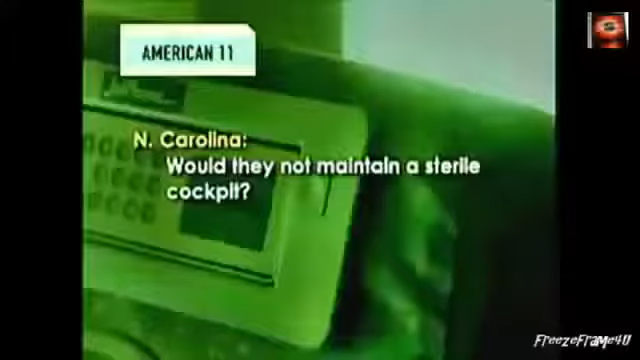 AMERICAN 11
N. Carolina:
Would they not maintain a sterile
cockpit?
FreezeFrame4U